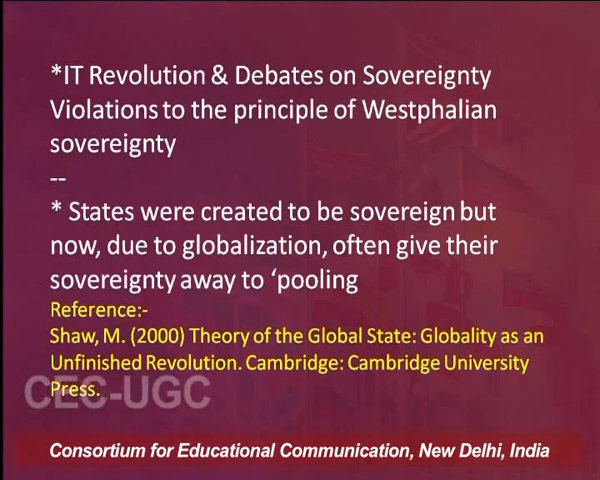 *IT Revolution & Debates on Sovereignty
Violations to the principle of Westphalian
sovereignty
--
* States were created to be sovereign but
now, due to globalization, often give their
sovereignty away to ‘pooling
Reference:-
Shaw, M. (2000) Theory of the Global State: Globality as an
Unfinished Revolution. Cambridge: Cambridge University
Press.
CEC-UGC
Consortium for Educational Communication, New Delhi, India